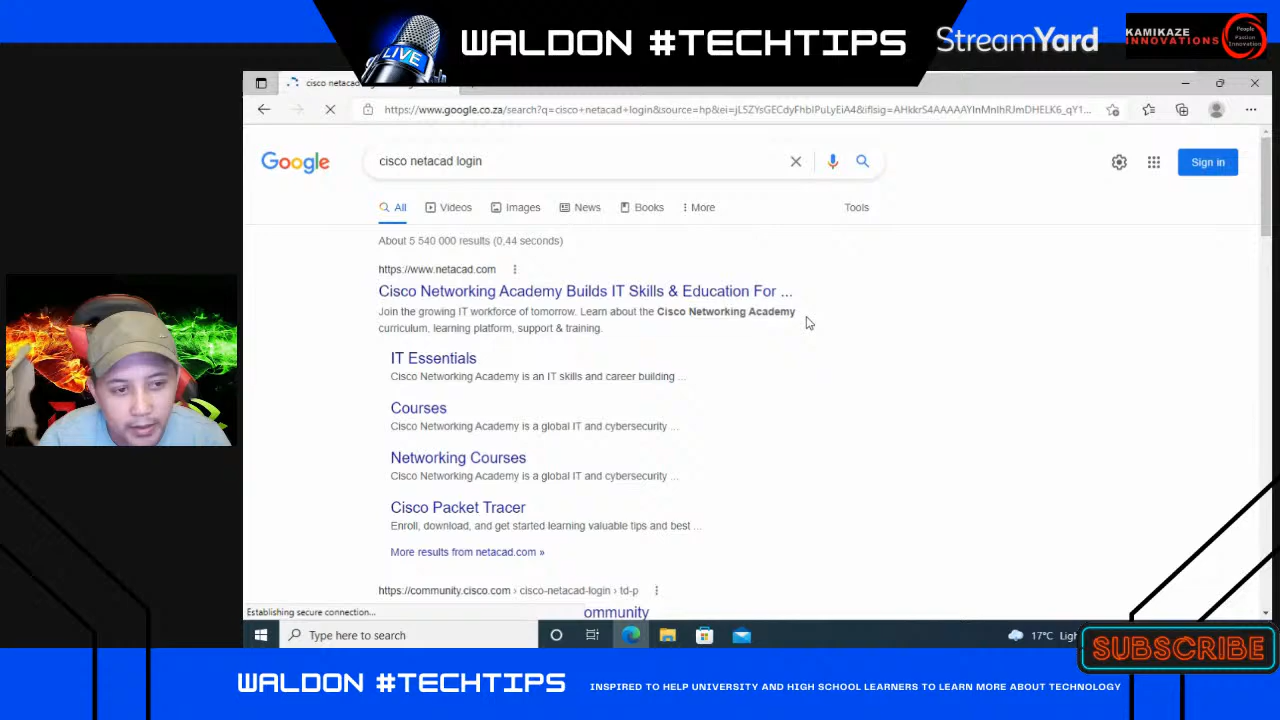 LIVE
WALDON #TECHTIPS
StreamYard
KAMIKAZE
INNOVATIONS
People
Passion
Innovation
cisco netacad
https://www.google.co.za/search?q=cisco+netacad+login&source=hp&ei=
Google
cisco netacad login
Sign in
All
Videos
Images
News
Books
More
Tools
About 5 540 000 results (0,44 seconds)
https://www.netacad.com
Cisco Networking Academy Builds IT Skills & Education For ...
Join the growing IT workforce of tomorrow. Learn about the Cisco Networking Academy
curriculum, learning platform, support & training.
IT Essentials
Cisco Networking Academy is an IT skills and career building ...
Courses
Cisco Networking Academy is a global IT and cybersecurity ...
Networking Courses
Cisco Networking Academy is a global IT and cybersecurity ...
Cisco Packet Tracer
Enroll, download, and get started learning valuable tips and best ...
More results from netacad.com »
https://community.cisco.com › cisco-netacad-login › td-p
Establishing secure connection...
ommunity
Type here to search
17°C Ligh
SUBSCRIBE
WALDON #TECHTIPS
INSPIRED TO HELP UNIVERSITY AND HIGH SCHOOL LEARNERS TO LEARN MORE ABOUT TECHNOLOGY